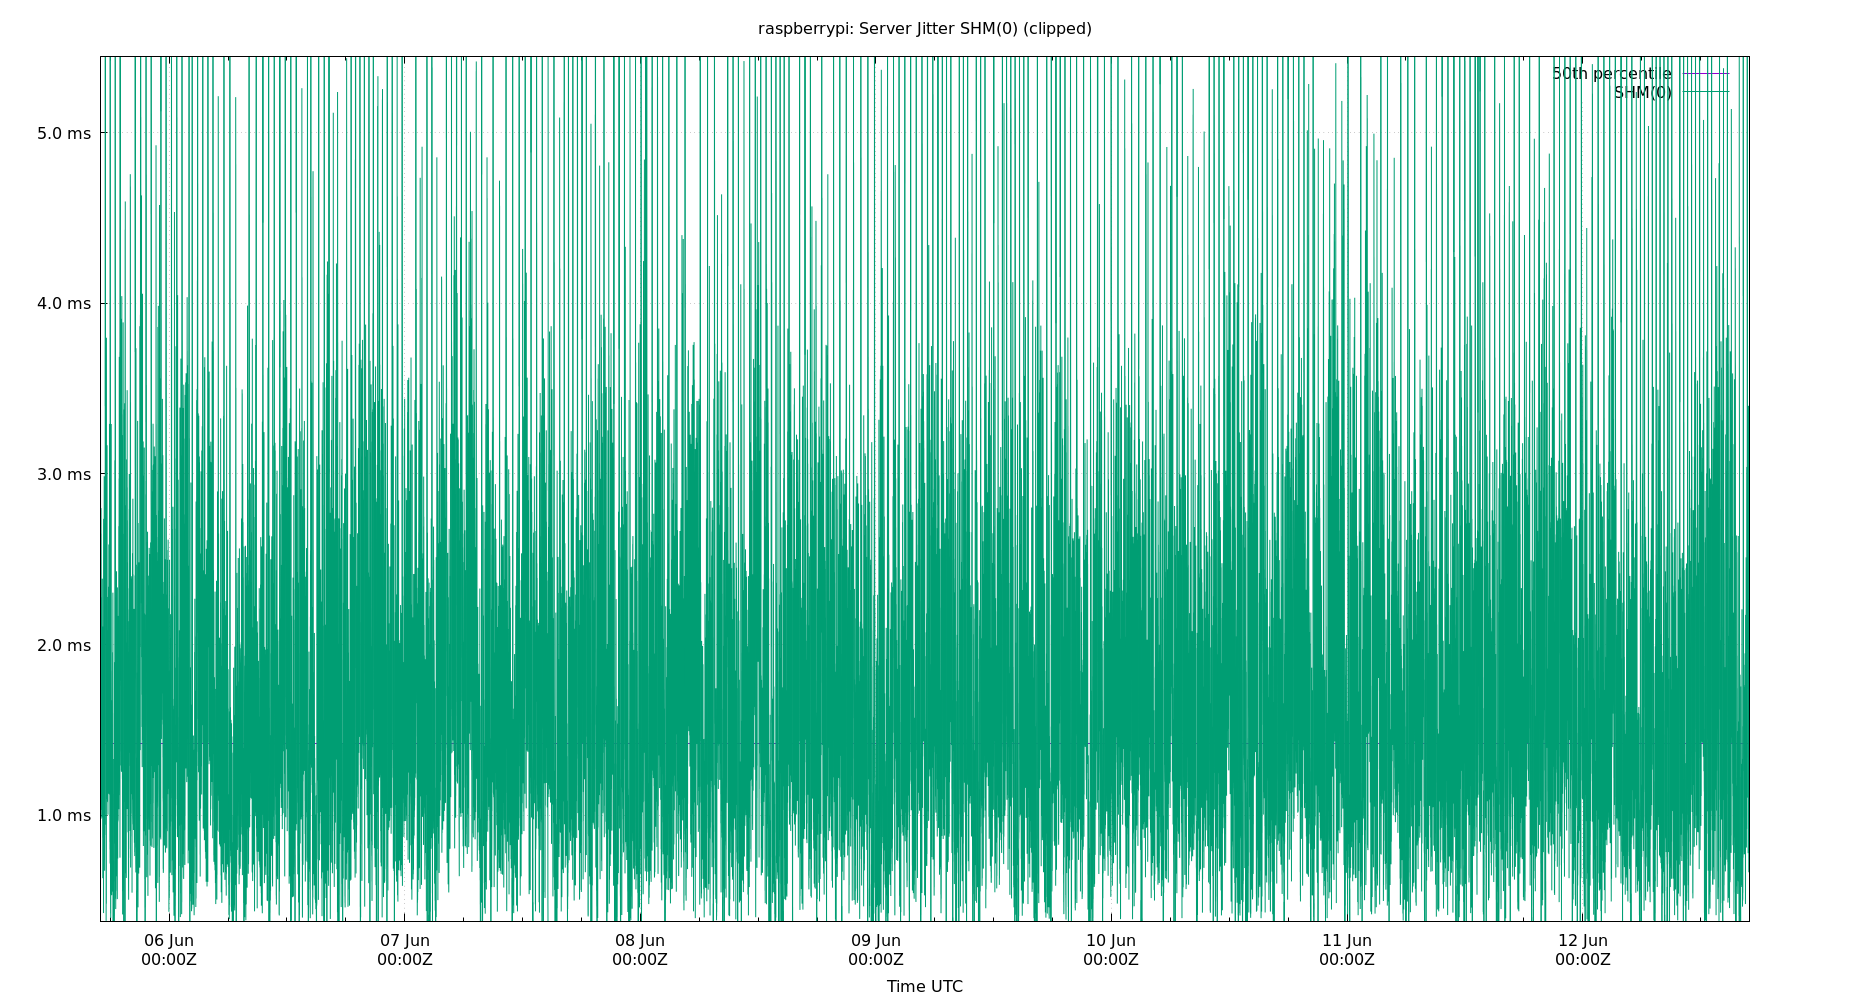 raspberrypi: Server Jitter SHM(0) (clipped)
50th percentile
SHM(0)
5.0 ms
4.0 ms
3.0 ms
2.0 ms
1.0 ms
06 Jun 07 Jun 08 Jun 09 Jun 10 Jun 11 Jun 12 Jun
00:00Z 00:00Z 00:00Z 00:00Z 00:00Z 00:00Z 00:00Z
Time UTC